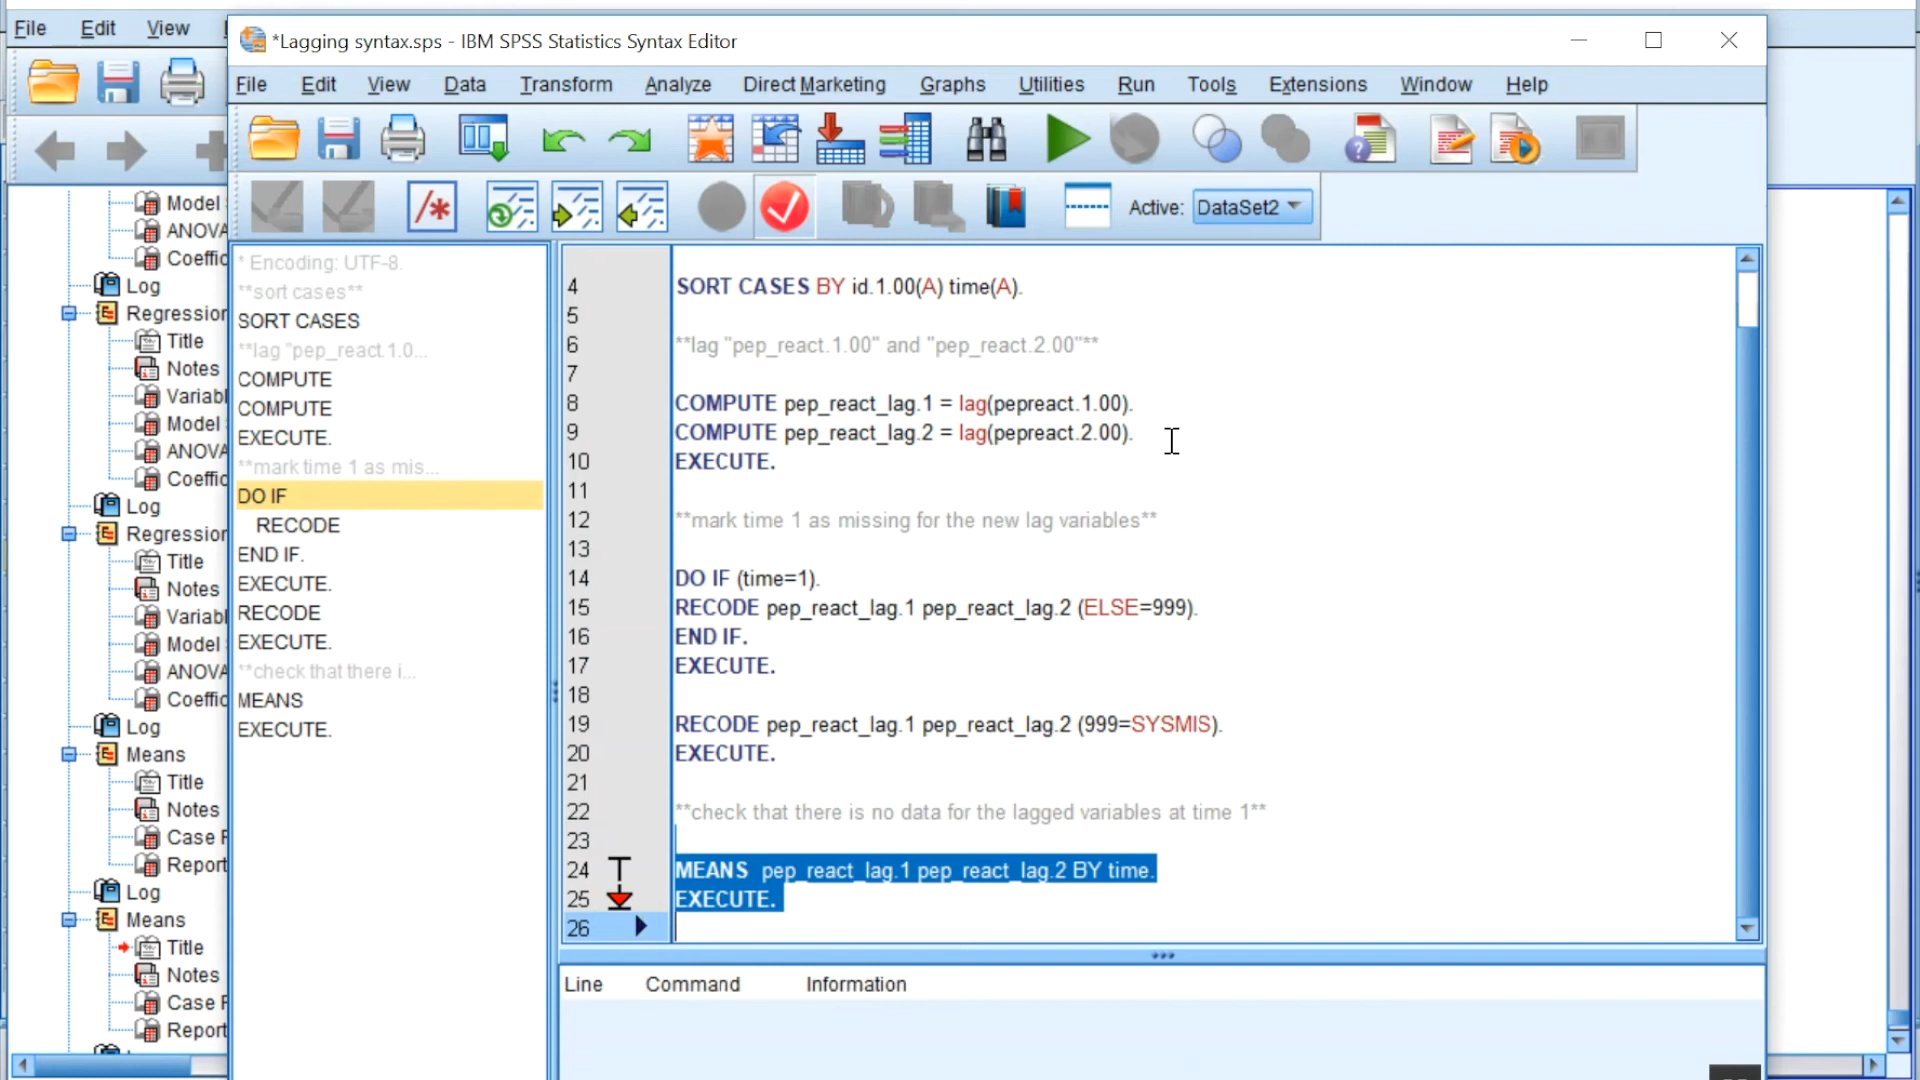 File Edit View
*Lagging syntax.sps - IBM SPSS Statistics Syntax Editor
File Edit View Data Transform Analyze Direct Marketing Graphs Utilities Run Tools Extensions Window Help
Active: DataSet2
Model
ANOVA
Coeffic
Log
Regression
Title
Notes
Variabl
Model
ANOVA
Coeffic
Log
Regression
Title
Notes
Variabl
Model
ANOVA
Coeffic
Log
Means
Title
Notes
Case F
Report
Log
Means
Title
Notes
Case F
Report
* Encoding: UTF-8.
**sort cases**
SORT CASES
**lag "pep_react.1.0...
COMPUTE
COMPUTE
EXECUTE.
**mark time 1 as mis...
DO IF
RECODE
END IF.
EXECUTE.
RECODE
EXECUTE.
**check that there i...
MEANS
EXECUTE.
4 SORT CASES BY id.1.00(A) time(A).
5
6 **lag "pep_react.1.00" and "pep_react.2.00"**
7
8 COMPUTE pep_react_lag.1 = lag(pepreact.1.00).
9 COMPUTE pep_react_lag.2 = lag(pepreact.2.00).
10 EXECUTE.
11
12 **mark time 1 as missing for the new lag variables**
13
14 DO IF (time=1).
15 RECODE pep_react_lag.1 pep_react_lag.2 (ELSE=999).
16 END IF.
17 EXECUTE.
18
19 RECODE pep_react_lag.1 pep_react_lag.2 (999=SYSMIS).
20 EXECUTE.
21
22 **check that there is no data for the lagged variables at time 1**
23
24 MEANS pep_react_lag.1 pep_react_lag.2 BY time.
25 EXECUTE.
26
Line Command Information